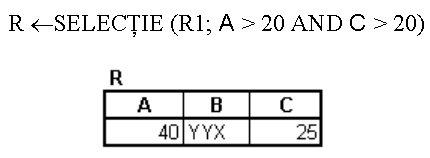 R ←SELECȚIE (R1; A > 20 AND C > 20)
R
A B C
40 YYX 25